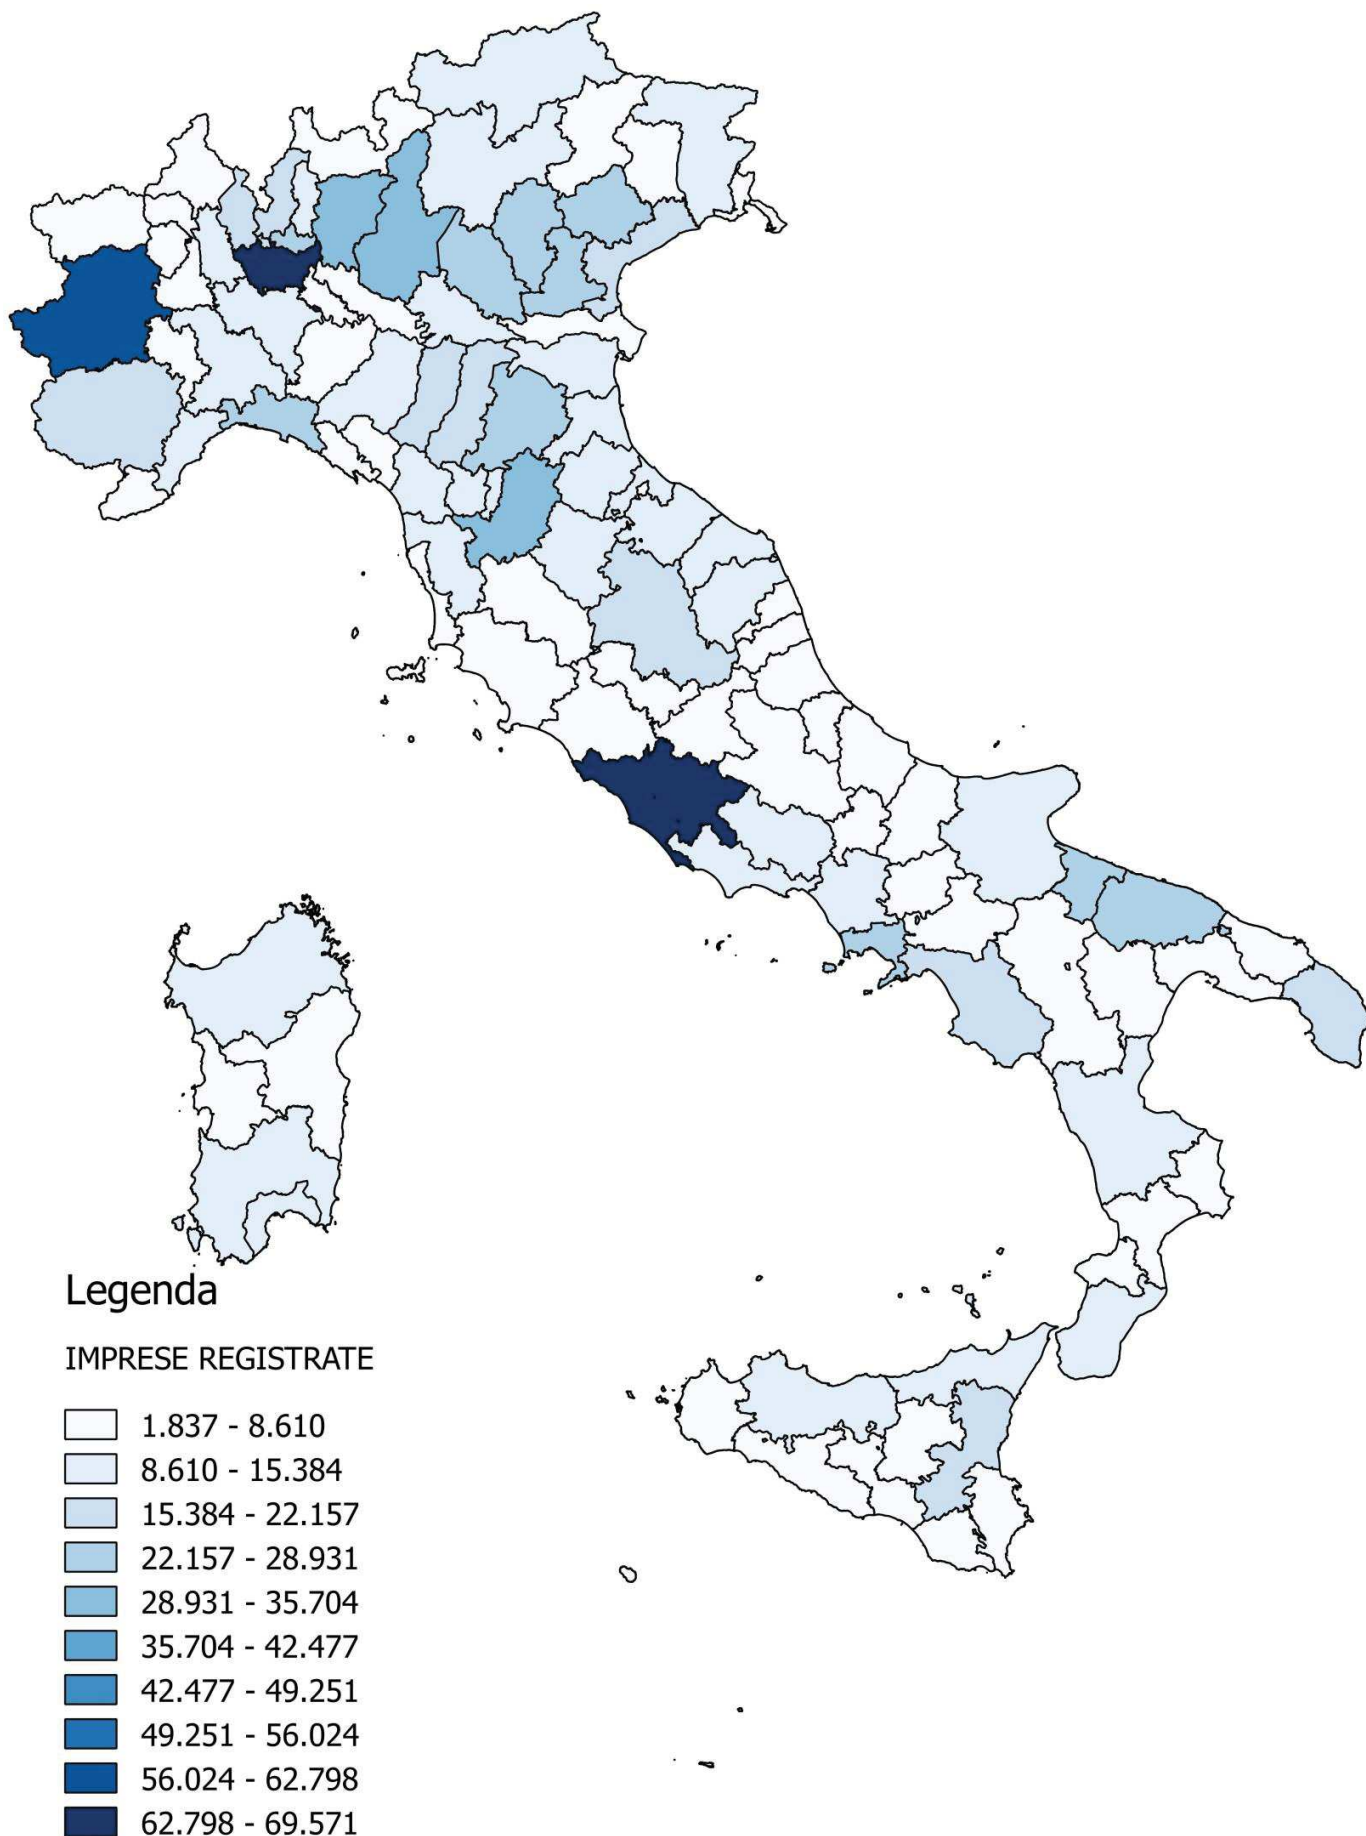 Legenda
IMPRESE REGISTRATE
1.837 - 8.610
8.610 - 15.384
15.384 - 22.157
22.157 - 28.931
28.931 - 35.704
35.704 - 42.477
42.477 - 49.251
49.251 - 56.024
56.024 - 62.798
62.798 - 69.571